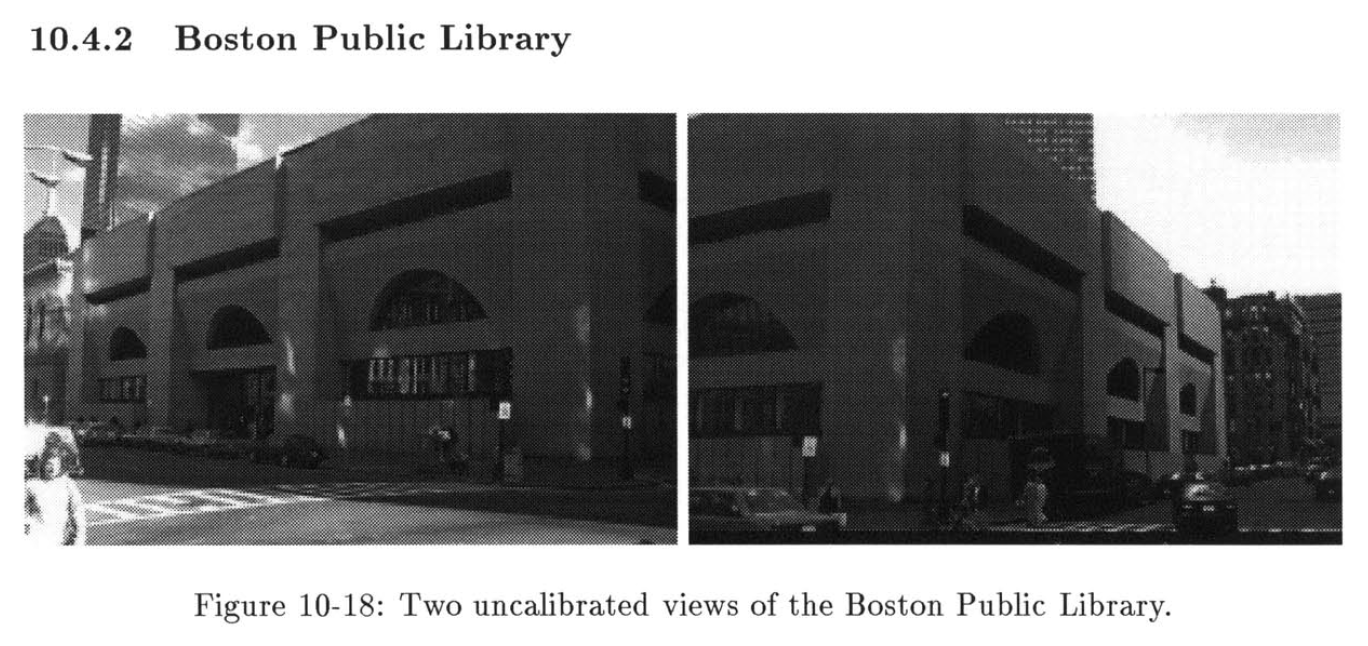 10.4.2 Boston Public Library
Figure 10-18: Two uncalibrated views of the Boston Public Library.